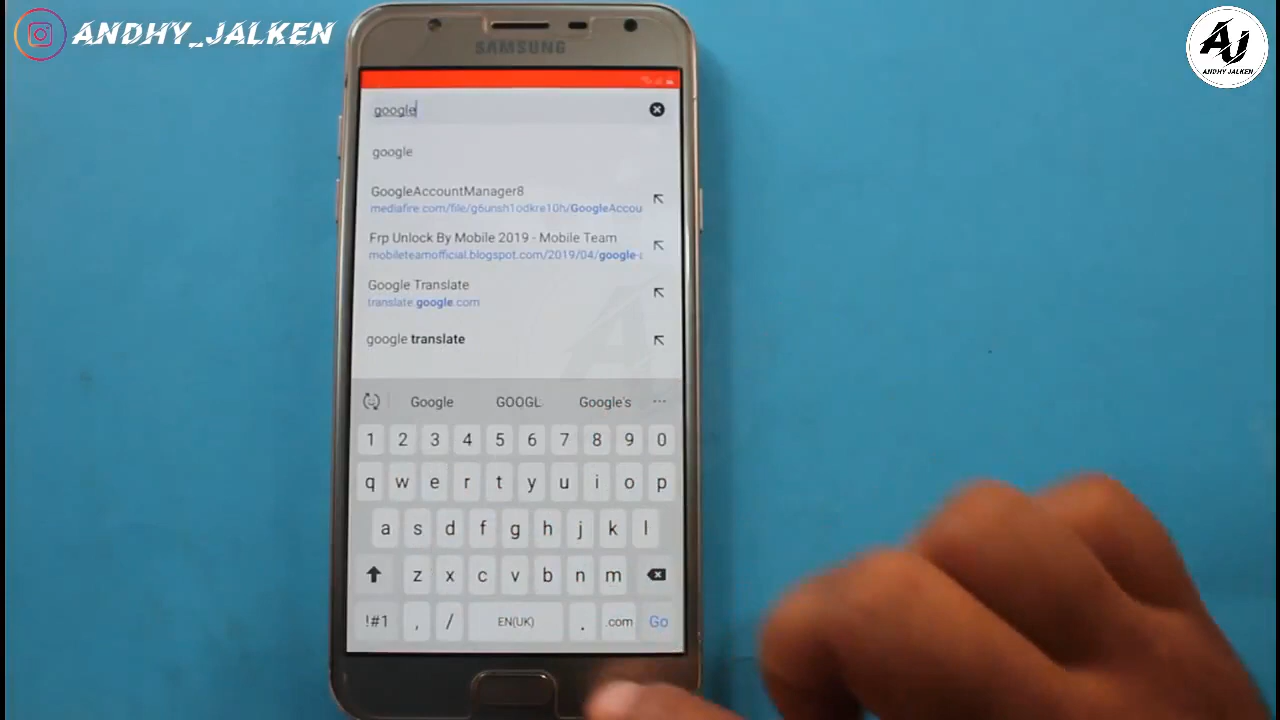 ANDHY_JALKEN
AJ
ANDHY JALKEN
SAMSUNG
google
google
GoogleAccountManager8
mediafire.com/file/g6unsh1odkre10h/GoogleAccou
Frp Unlock By Mobile 2019 - Mobile Team
mobileteamofficial.blogspot.com/2019/04/google-
Google Translate
translate.google.com
google translate
Google GOOGL Google's ...
1 2 3 4 5 6 7 8 9 0
q w e r t y u i o p
a s d f g h j k l
z x c v b n m
!#1 , / EN(UK) . .com Go